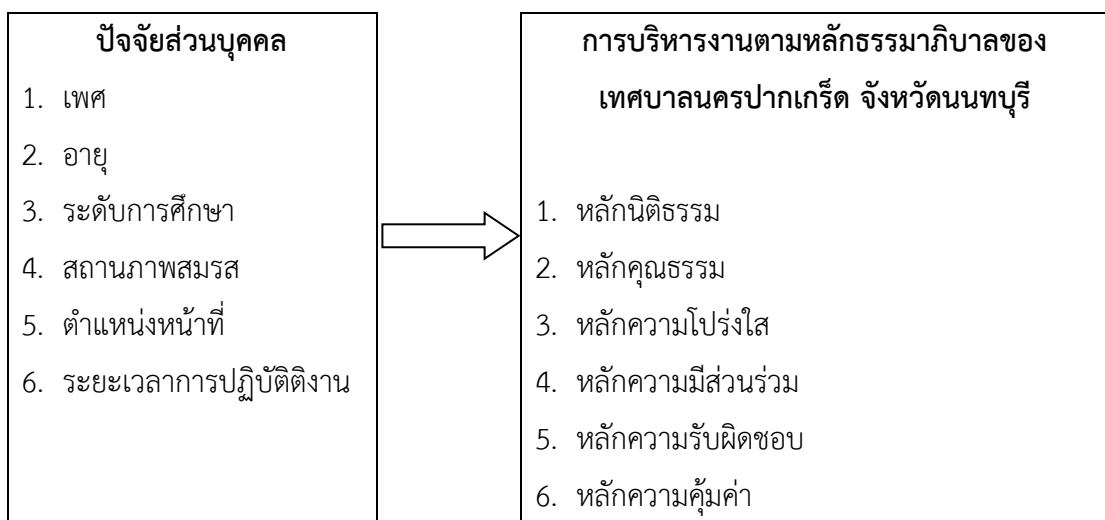 ปัจจัยส่วนบุคคล
1. เพศ
2. อายุ
3. ระดับการศึกษา
4. สถานภาพสมรส
5. ตำแหน่งหน้าที่
6. ระยะเวลาการปฏิบัติติงาน
การบริหารงานตามหลักธรรมาภิบาลของ
เทศบาลนครปากเกร็ด จังหวัดนนทบุรี
1. หลักนิติธรรม
2. หลักคุณธรรม
3. หลักความโปร่งใส
4. หลักความมีส่วนร่วม
5. หลักความรับผิดชอบ
6. หลักความคุ้มค่า